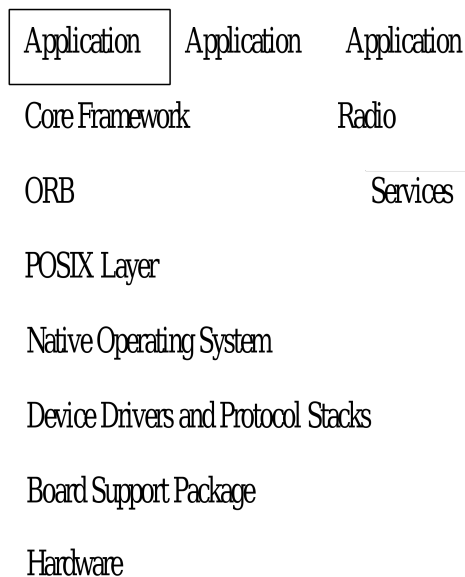 Application Application Application
Core Framework Radio
ORB Services
POSIX Layer
Native Operating System
Device Drivers and Protocol Stacks
Board Support Package
Hardware